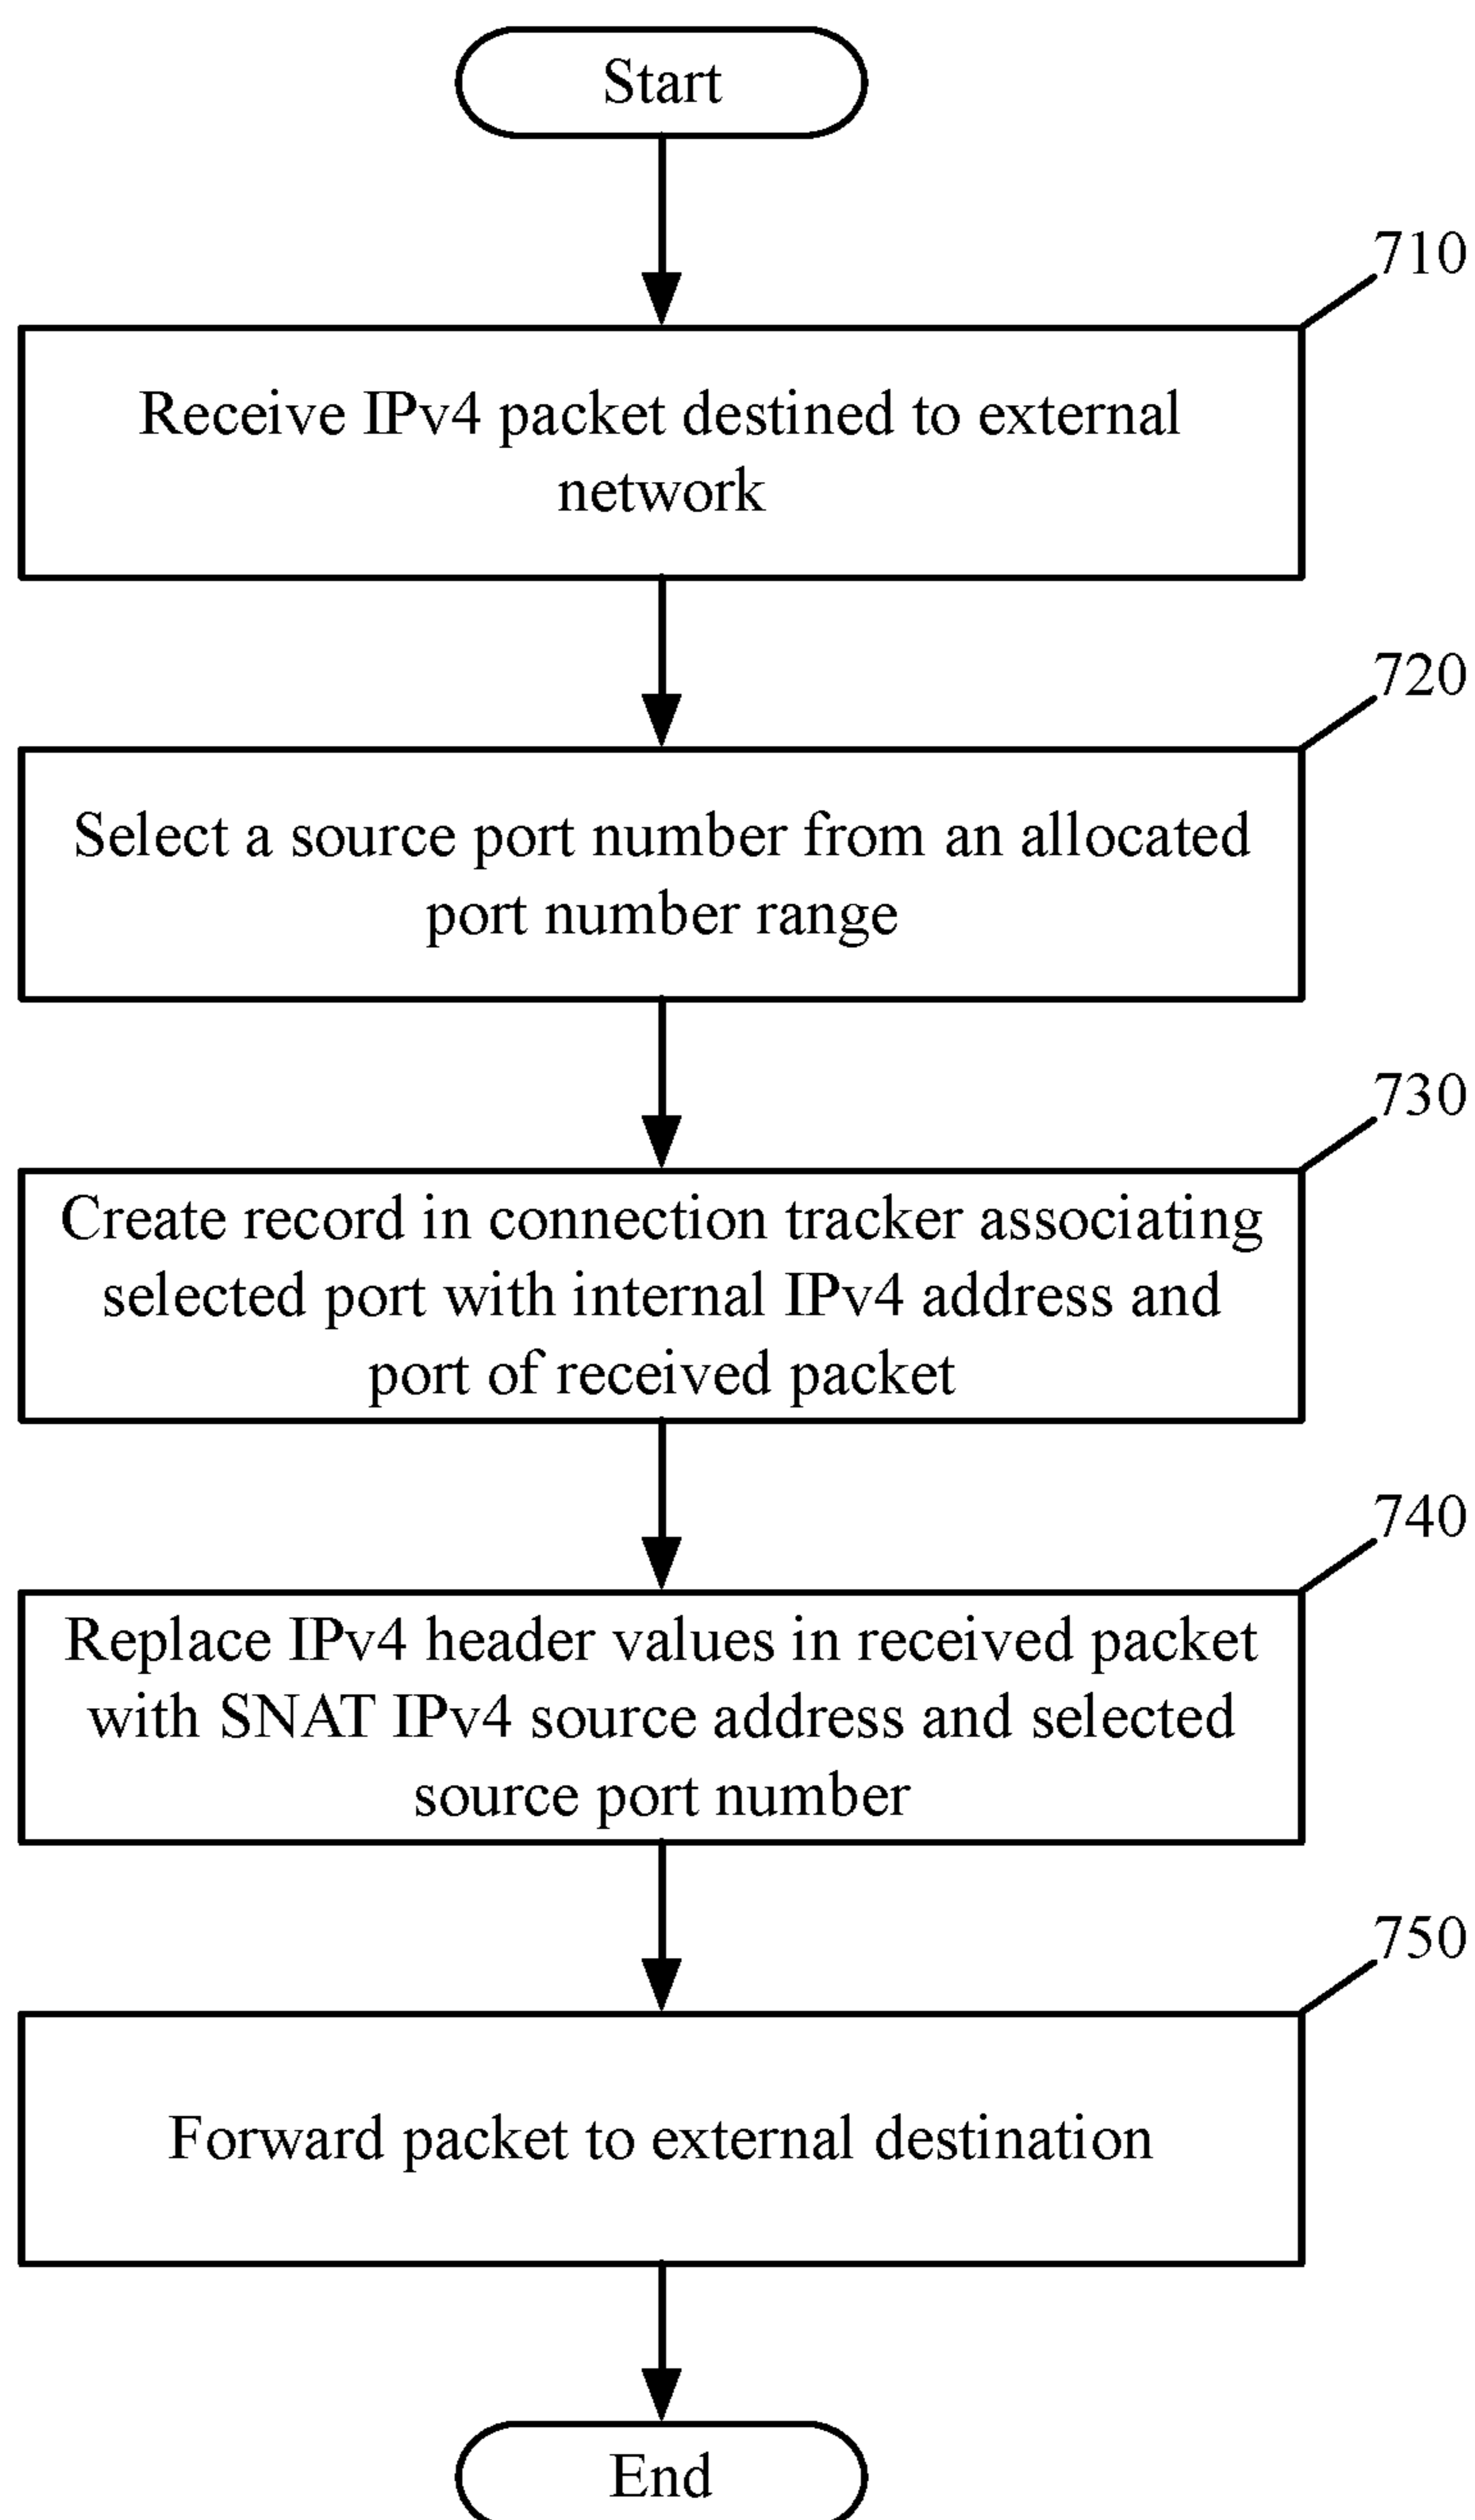 Start
710
Receive IPv4 packet destined to external
network
720
Select a source port number from an allocated
port number range
730
Create record in connection tracker associating
selected port with internal IPv4 address and
port of received packet
740
Replace IPv4 header values in received packet
with SNAT IPv4 source address and selected
source port number
750
Forward packet to external destination
End